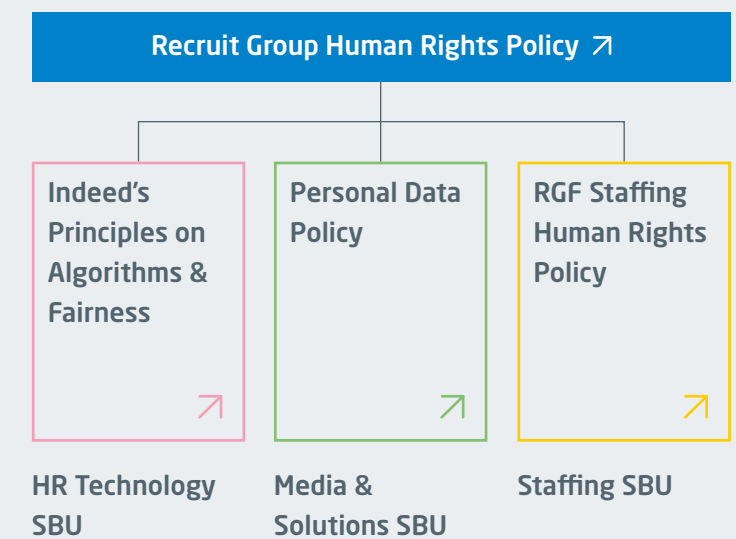 Recruit Group Human Rights Policy
Indeed's
Principles on
Algorithms &
Fairness
Personal Data
Policy
RGF Staffing
Human Rights
Policy
HR Technology
SBU
Media &
Solutions SBU
Staffing SBU